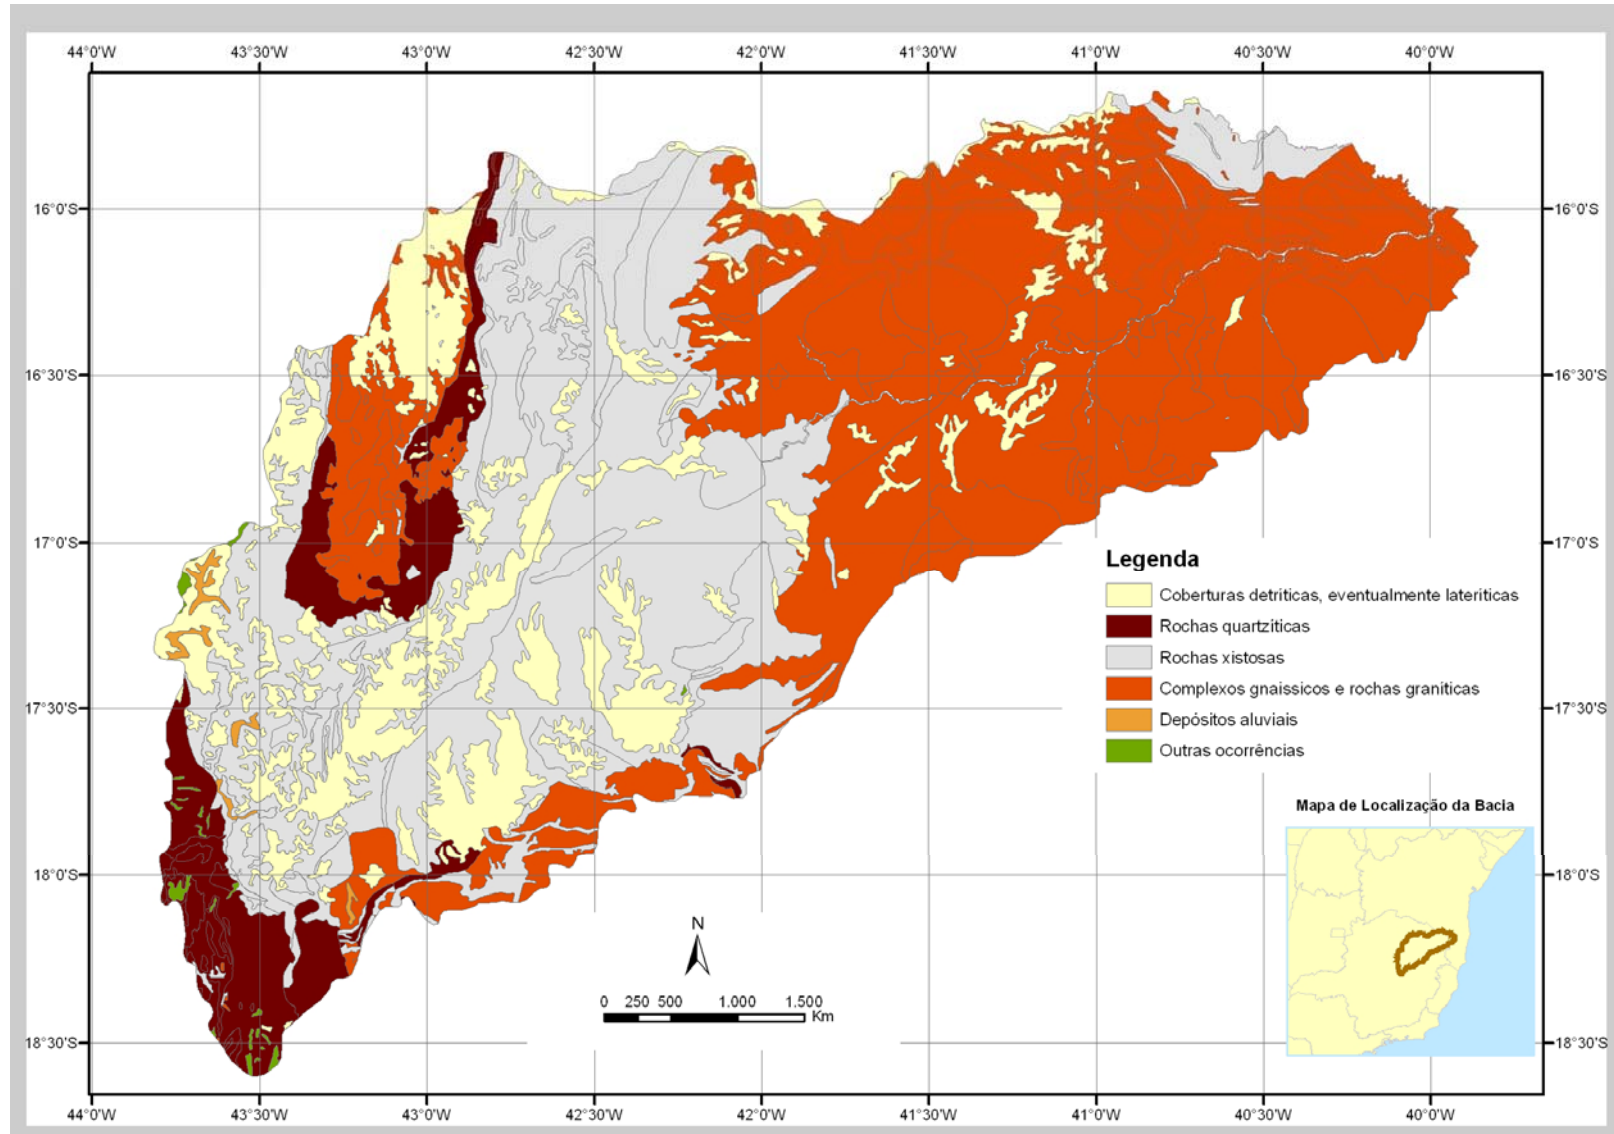 44°0'W 43°30'W 43°0'W 42°30'W 42°0'W 41°30'W 41°0'W 40°30'W 40°0'W
16°0'S 16°0'S
16°30'S 16°30'S
17°0'S 17°0'S
Legenda
Coberturas detríticas, eventualmente lateríticas
Rochas quartzíticas
Rochas xistosas
Complexos gnaíssicos e rochas graníticas
17°30'S 17°30'S
Depósitos aluviais
Outras ocorrências
Mapa de Localização da Bacia
18°0'S 18°0'S
N
0 250 500 1.000 1.500
Km
18°30'S 18°30'S
44°0'W 43°30'W 43°0'W 42°30'W 42°0'W 41°30'W 41°0'W 40°30'W 40°0'W